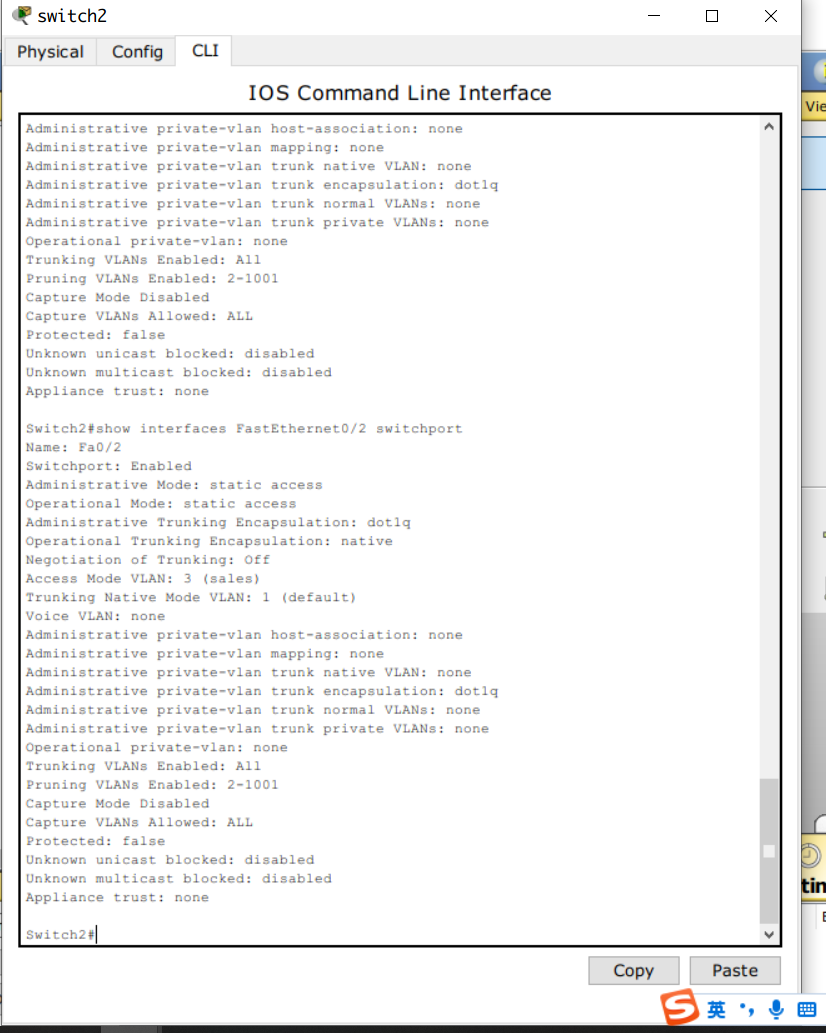 switch2
Physical
Config
CLI
IOS Command Line Interface
Administrative private-vlan host-association: none
Administrative private-vlan mapping: none
Administrative private-vlan trunk native VLAN: none
Administrative private-vlan trunk encapsulation: dot1q
Administrative private-vlan trunk normal VLANs: none
Administrative private-vlan trunk private VLANs: none
Operational private-vlan: none
Trunking VLANs Enabled: All
Pruning VLANs Enabled: 2-1001
Capture Mode Disabled
Capture VLANs Allowed: ALL
Protected: false
Unknown unicast blocked: disabled
Unknown multicast blocked: disabled
Appliance trust: none
Switch2#show interfaces FastEthernet0/2 switchport
Name: Fa0/2
Switchport: Enabled
Administrative Mode: static access
Operational Mode: static access
Administrative Trunking Encapsulation: dot1q
Operational Trunking Encapsulation: native
Negotiation of Trunking: Off
Access Mode VLAN: 3 (sales)
Trunking Native Mode VLAN: 1 (default)
Voice VLAN: none
Administrative private-vlan host-association: none
Administrative private-vlan mapping: none
Administrative private-vlan trunk native VLAN: none
Administrative private-vlan trunk encapsulation: dot1q
Administrative private-vlan trunk normal VLANs: none
Administrative private-vlan trunk private VLANs: none
Operational private-vlan: none
Trunking VLANs Enabled: All
Pruning VLANs Enabled: 2-1001
Capture Mode Disabled
Capture VLANs Allowed: ALL
Protected: false
Unknown unicast blocked: disabled
Unknown multicast blocked: disabled
Appliance trust: none
Switch2#
Copy
Paste
英
Vie
tin